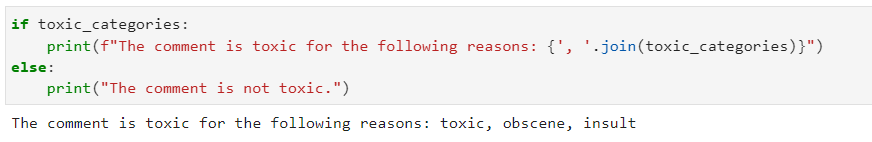 if toxic_categories:
    print(f"The comment is toxic for the following reasons: {', '.join(toxic_categories)}")
else:
    print("The comment is not toxic.")
The comment is toxic for the following reasons: toxic, obscene, insult